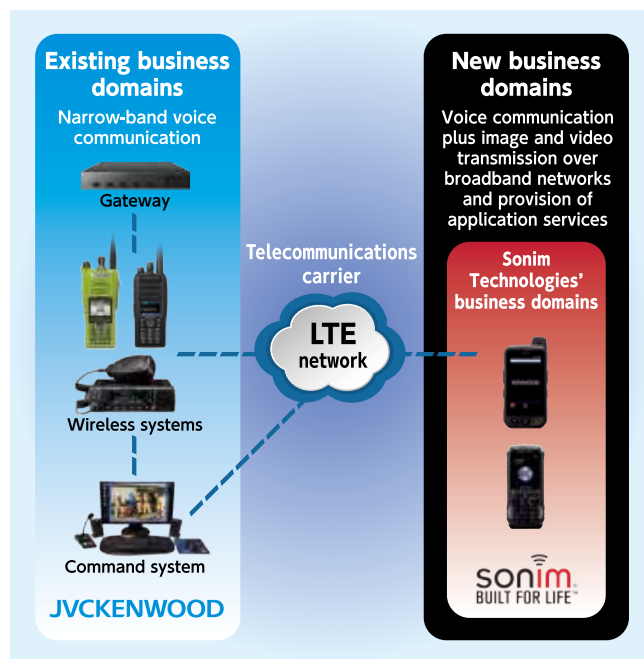 Existing business
domains
Narrow-band voice
communication
Gateway
Wireless systems
Command system
JVCKENWOOD
Telecommunications
carrier
LTE
network
New business
domains
Voice communication
plus image and video
transmission over
broadband networks
and provision of
application services
Sonim
Technologies’
business domains
KENWOOD
sonim
BUILT FOR LIFE™